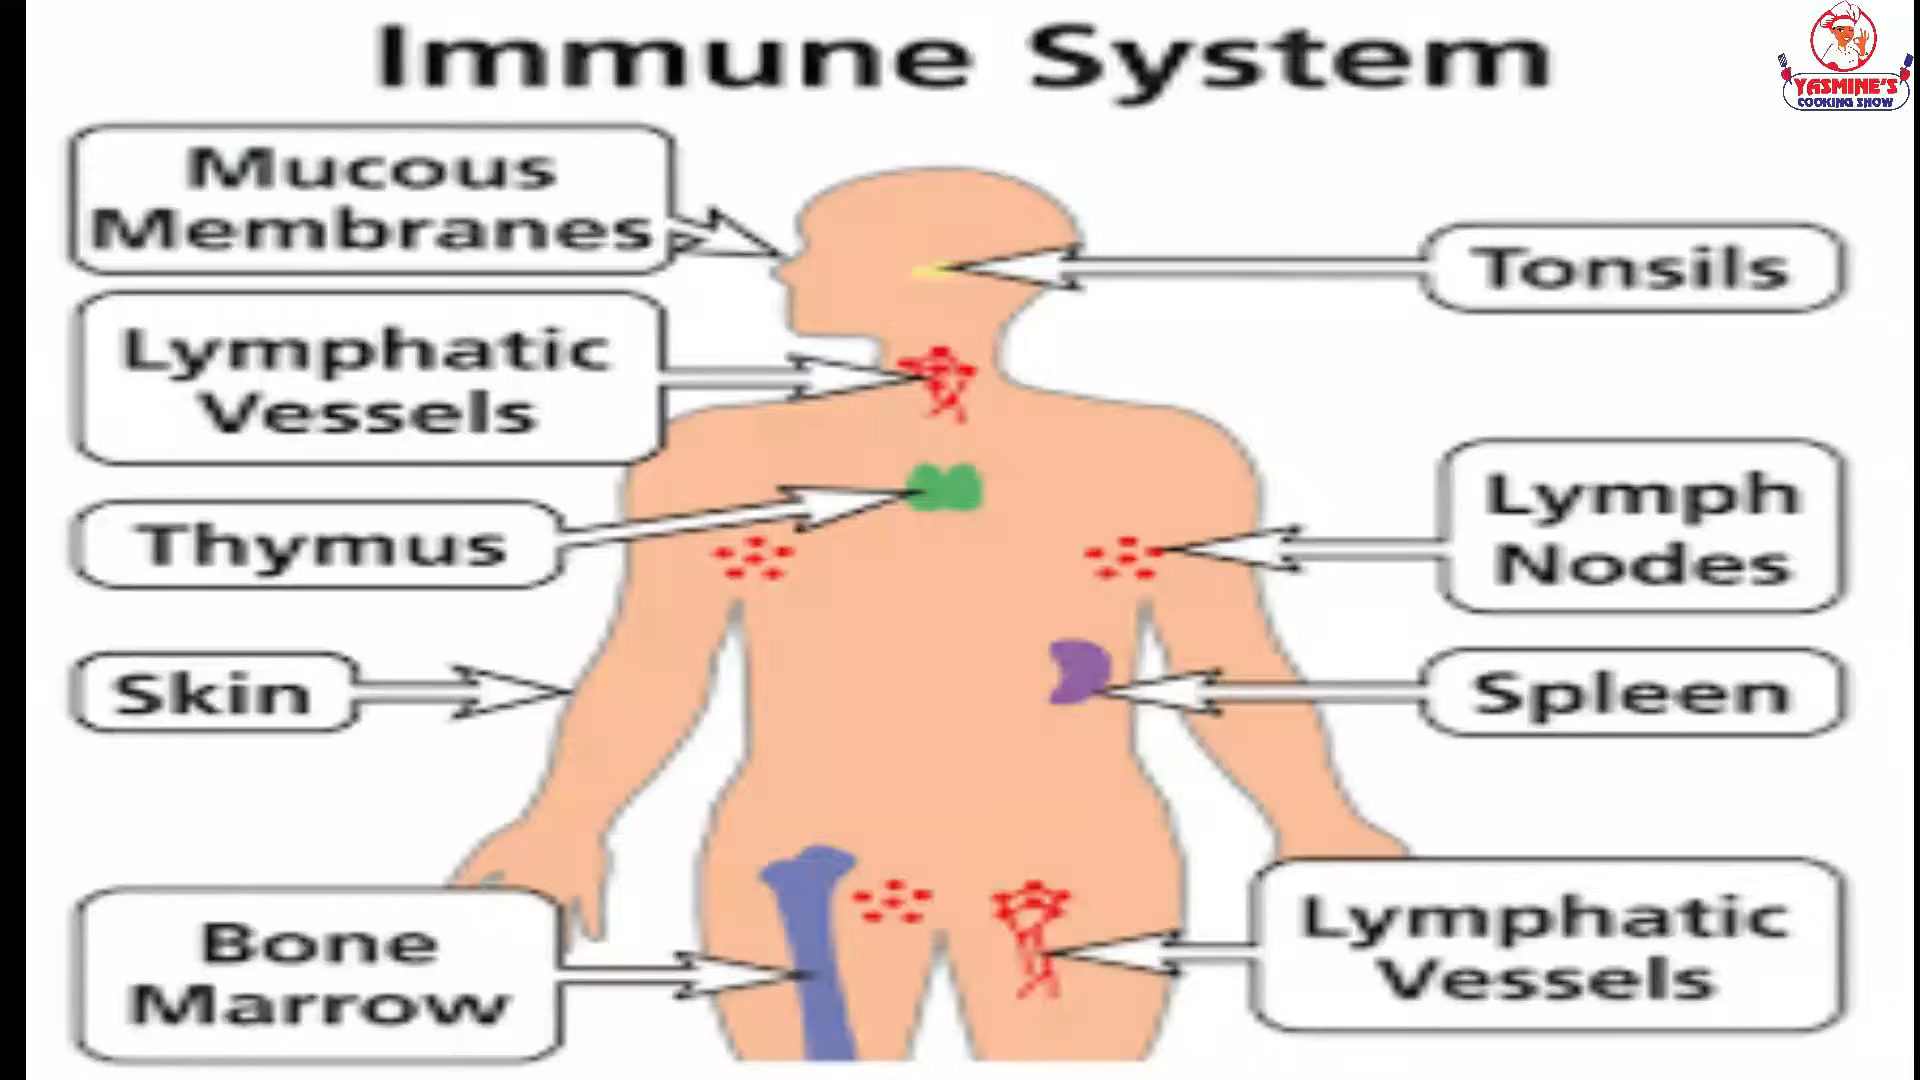 Immune System
YASMINE'S
COOKING SHOW
Mucous
Membranes
Tonsils
Lymphatic
Vessels
Lymph
Nodes
Thymus
Skin
Spleen
Bone
Marrow
Lymphatic
Vessels